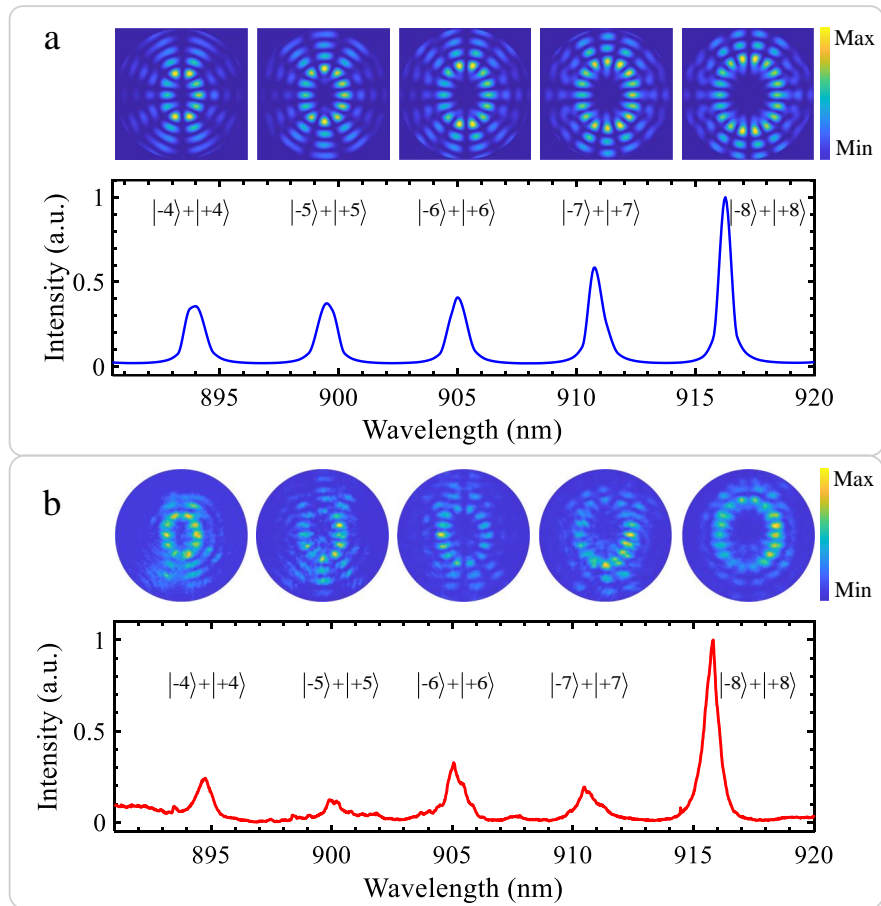 a
Max
Min
|-4⟩+|+4⟩ |-5⟩+|+5⟩ |-6⟩+|+6⟩ |-7⟩+|+7⟩ |-8⟩+|+8⟩
1
0.5
0
Intensity (a.u.)
895 900 905 910 915 920
Wavelength (nm)
b
Max
Min
|-4⟩+|+4⟩ |-5⟩+|+5⟩ |-6⟩+|+6⟩ |-7⟩+|+7⟩ |-8⟩+|+8⟩
1
0.5
0
Intensity (a.u.)
895 900 905 910 915 920
Wavelength (nm)